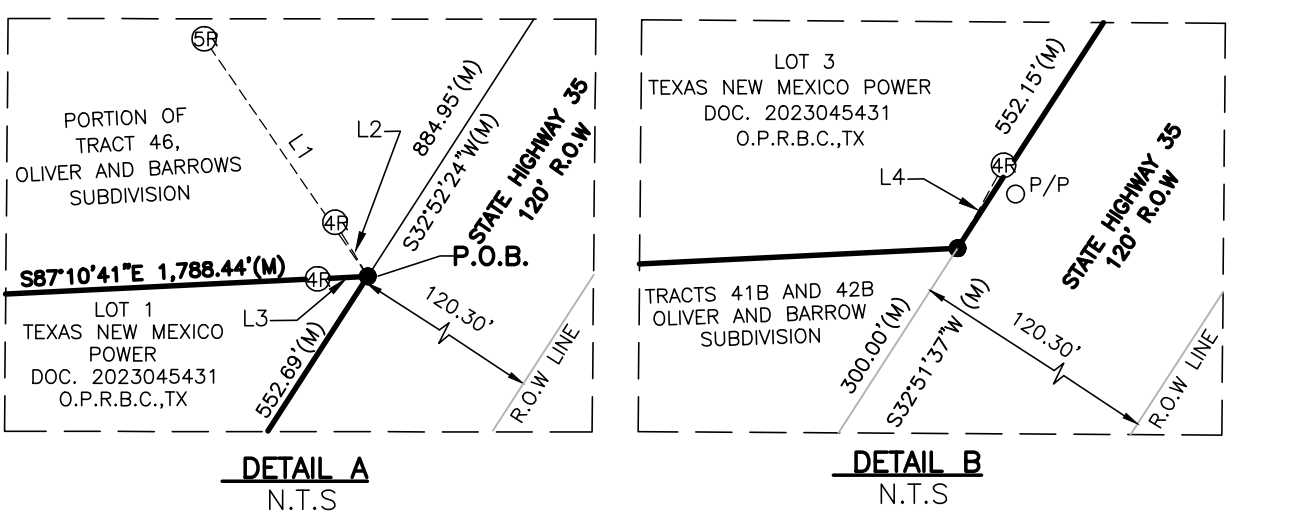 5R
PORTION OF
TRACT 46,
OLIVER AND BARROWS
SUBDIVISION
L1
L2
884.95'(M)
S32°52'24"W(M)
STATE HIGHWAY 35
120' R.O.W
4R
P.O.B.
S87°10'41"E 1,788.44'(M)
4R
LOT 1
TEXAS NEW MEXICO
POWER
DOC. 2023045431
O.P.R.B.C.,TX
L3
552.69'(M)
120.30'
R.O.W LINE
DETAIL A
N.T.S
LOT 3
TEXAS NEW MEXICO POWER
DOC. 2023045431
O.P.R.B.C.,TX
552.15'(M)
L4
4R
P/P
STATE HIGHWAY 35
120' R.O.W
TRACTS 41B AND 42B
OLIVER AND BARROW
SUBDIVISION
300.00'(M)
S32°51'37"W (M)
120.30'
R.O.W LINE
DETAIL B
N.T.S